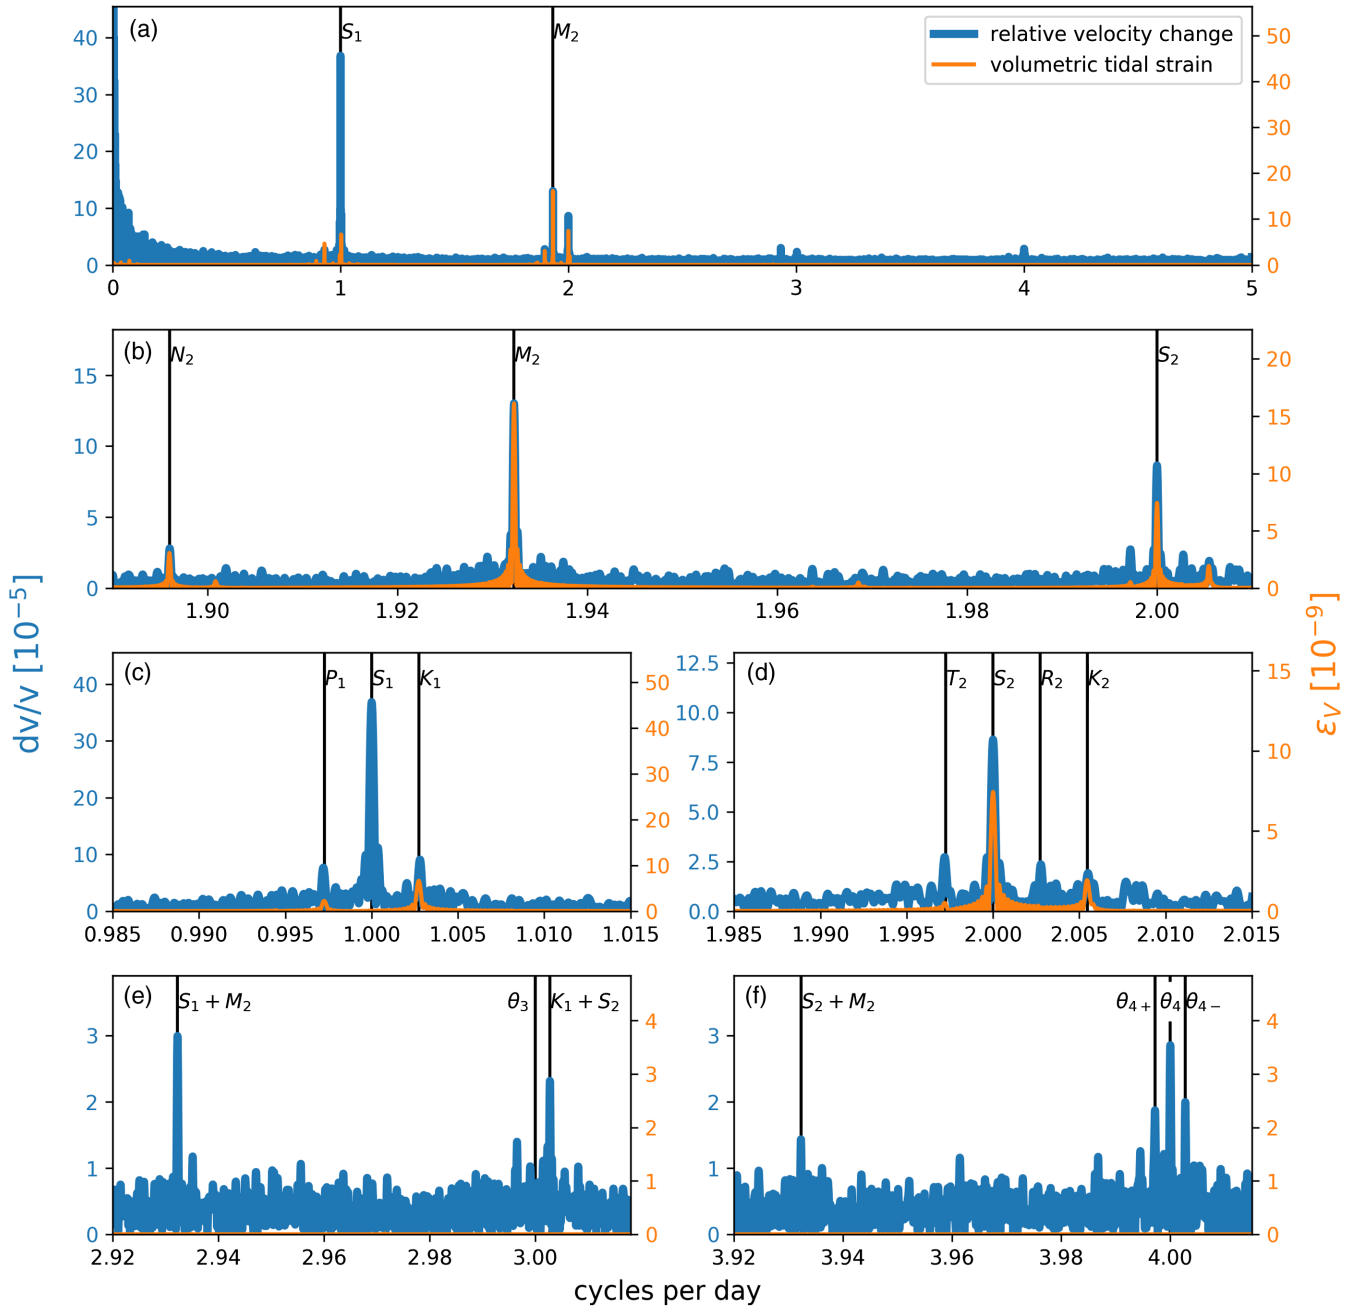 (a)
S₁
M₂
relative velocity change
volumetric tidal strain
40
30
20
10
0
50
40
30
20
10
0
0 1 2 3 4 5
(b)
N₂
M₂
S₂
15
10
5
0
20
15
10
5
0
1.90 1.92 1.94 1.96 1.98 2.00
dv/v [10⁻⁵]
εᵥ [10⁻⁹]
(c)
P₁ S₁ K₁
40
30
20
10
0
50
40
30
20
10
0
0.985 0.990 0.995 1.000 1.005 1.010 1.015
(d)
T₂ S₂ R₂ K₂
12.5
10.0
7.5
5.0
2.5
0.0
15
10
5
0
1.985 1.990 1.995 2.000 2.005 2.010 2.015
(e)
S₁ + M₂
θ₃
K₁ + S₂
3
2
1
0
4
3
2
1
0
2.92 2.94 2.96 2.98 3.00
(f)
S₂ + M₂
θ₄₊ θ₄ θ₄₋
3
2
1
0
4
3
2
1
0
3.92 3.94 3.96 3.98 4.00
cycles per day